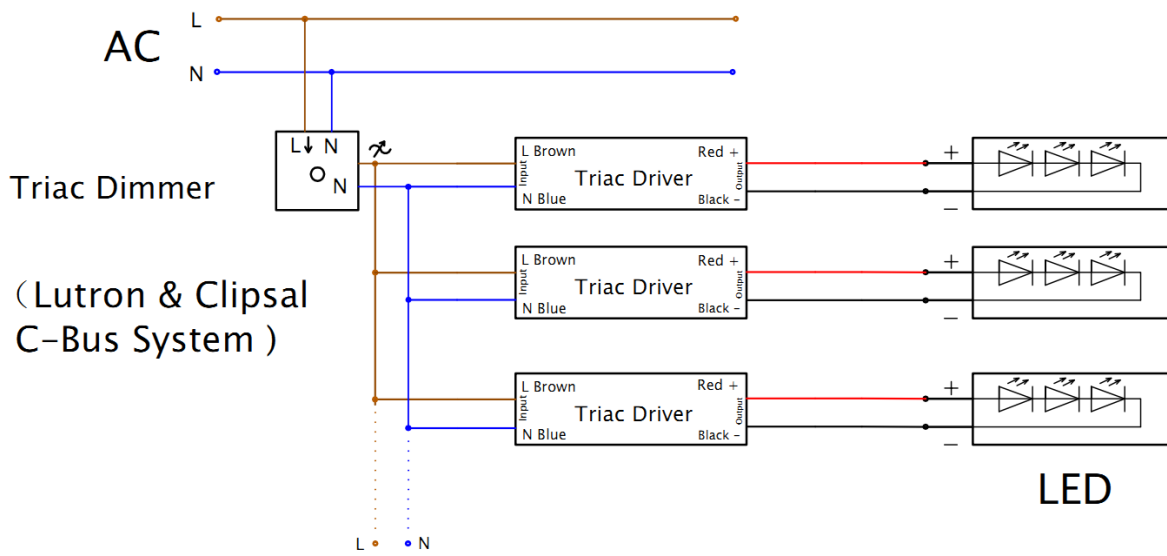 L
AC
N
L↓ N
N
Triac Dimmer
（Lutron & Clipsal
C-Bus System )
L Brown
Input
N Blue
Triac Driver
Red +
Output
Black -
+
−
L Brown
Input
N Blue
Triac Driver
Red +
Output
Black -
+
−
L Brown
Input
N Blue
Triac Driver
Red +
Output
Black -
+
−
LED
L
N